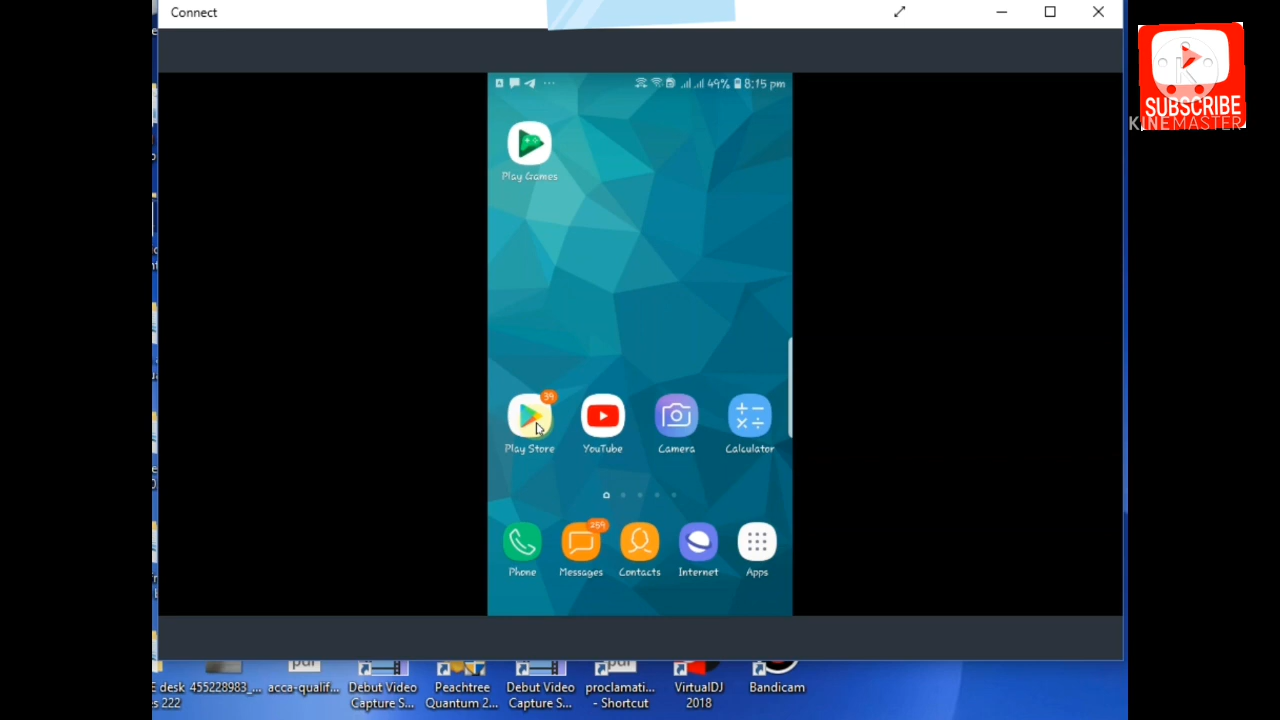 Connect
49% 8:15 pm
Play Games
39
Play Store
YouTube
Camera
Calculator
254
Phone
Messages
Contacts
Internet
Apps
SUBSCRIBE
KINEMASTER
E desk
s 222
455228983_...
acca-qualif...
Debut Video
Capture S...
Peachtree
Quantum 2...
Debut Video
Capture S...
proclamati...
- Shortcut
VirtualDJ
2018
Bandicam